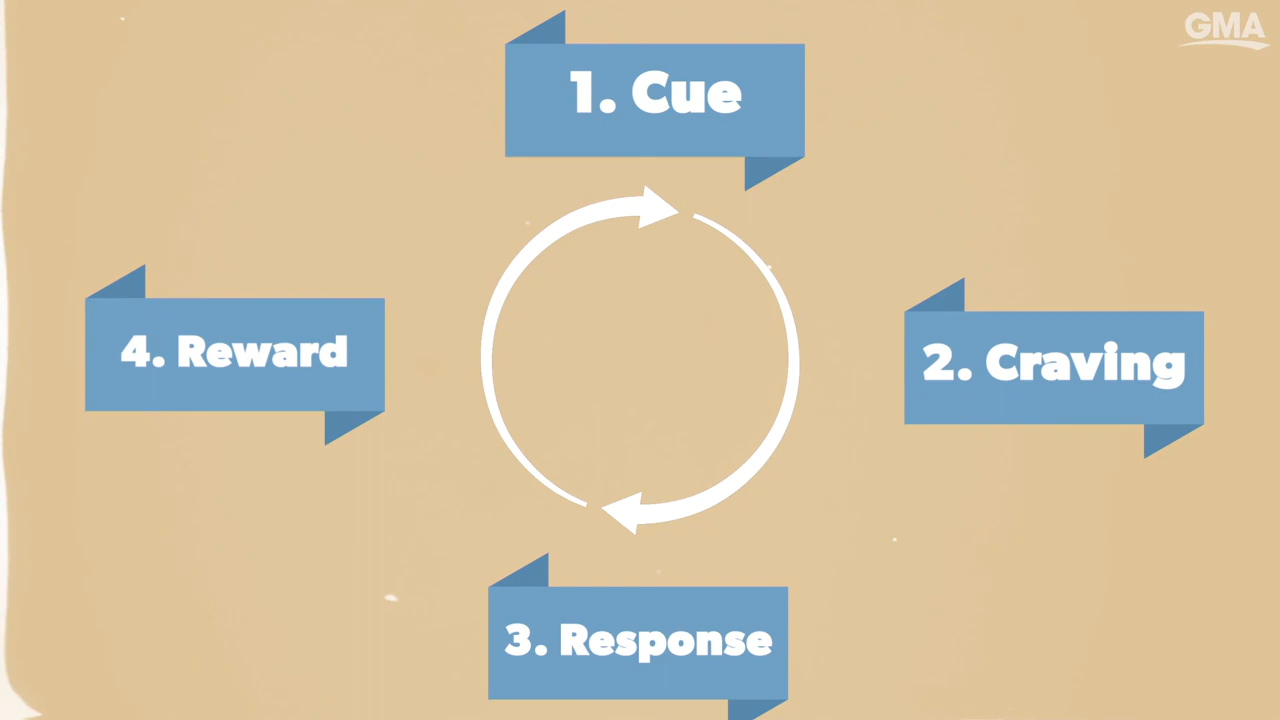 GMA
1. Cue
2. Craving
3. Response
4. Reward